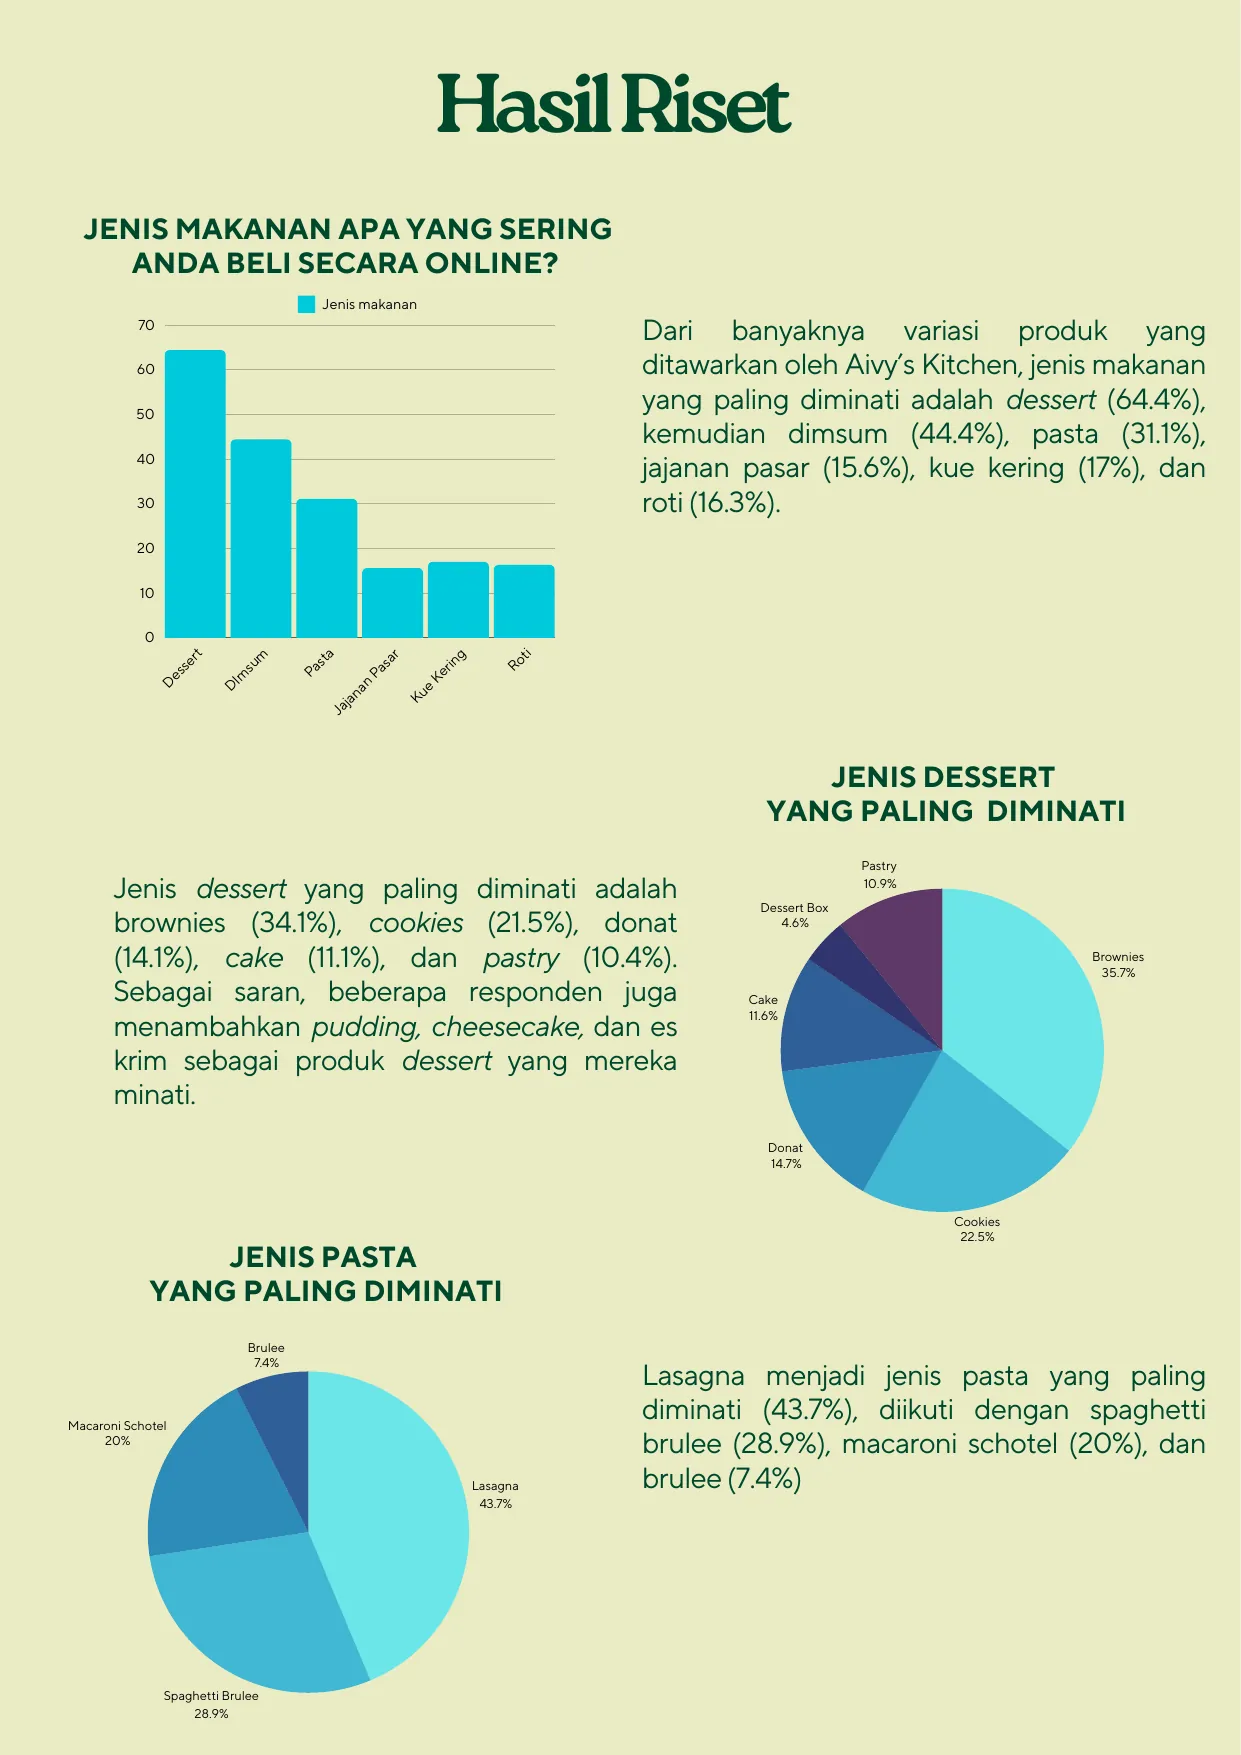 Hasil Riset
JENIS MAKANAN APA YANG SERING
ANDA BELI SECARA ONLINE?
Jenis makanan
70
60
50
40
30
20
10
0
Dessert
DImsum
Pasta
Jajanan Pasar
Kue Kering
Roti
Dari banyaknya variasi produk yang
ditawarkan oleh Aivy's Kitchen, jenis makanan
yang paling diminati adalah dessert (64.4%),
kemudian dimsum (44.4%), pasta (31.1%),
jajanan pasar (15.6%), kue kering (17%), dan
roti (16.3%).
JENIS DESSERT
YANG PALING DIMINATI
Jenis dessert yang paling diminati adalah
brownies (34.1%), cookies (21.5%), donat
(14.1%), cake (11.1%), dan pastry (10.4%).
Sebagai saran, beberapa responden juga
menambahkan pudding, cheesecake, dan es
krim sebagai produk dessert yang mereka
minati.
Pastry
10.9%
Dessert Box
4.6%
Brownies
35.7%
Cake
11.6%
Donat
14.7%
Cookies
22.5%
JENIS PASTA
YANG PALING DIMINATI
Brulee
7.4%
Macaroni Schotel
20%
Lasagna
43.7%
Spaghetti Brulee
28.9%
Lasagna menjadi jenis pasta yang paling
diminati (43.7%), diikuti dengan spaghetti
brulee (28.9%), macaroni schotel (20%), dan
brulee (7.4%)